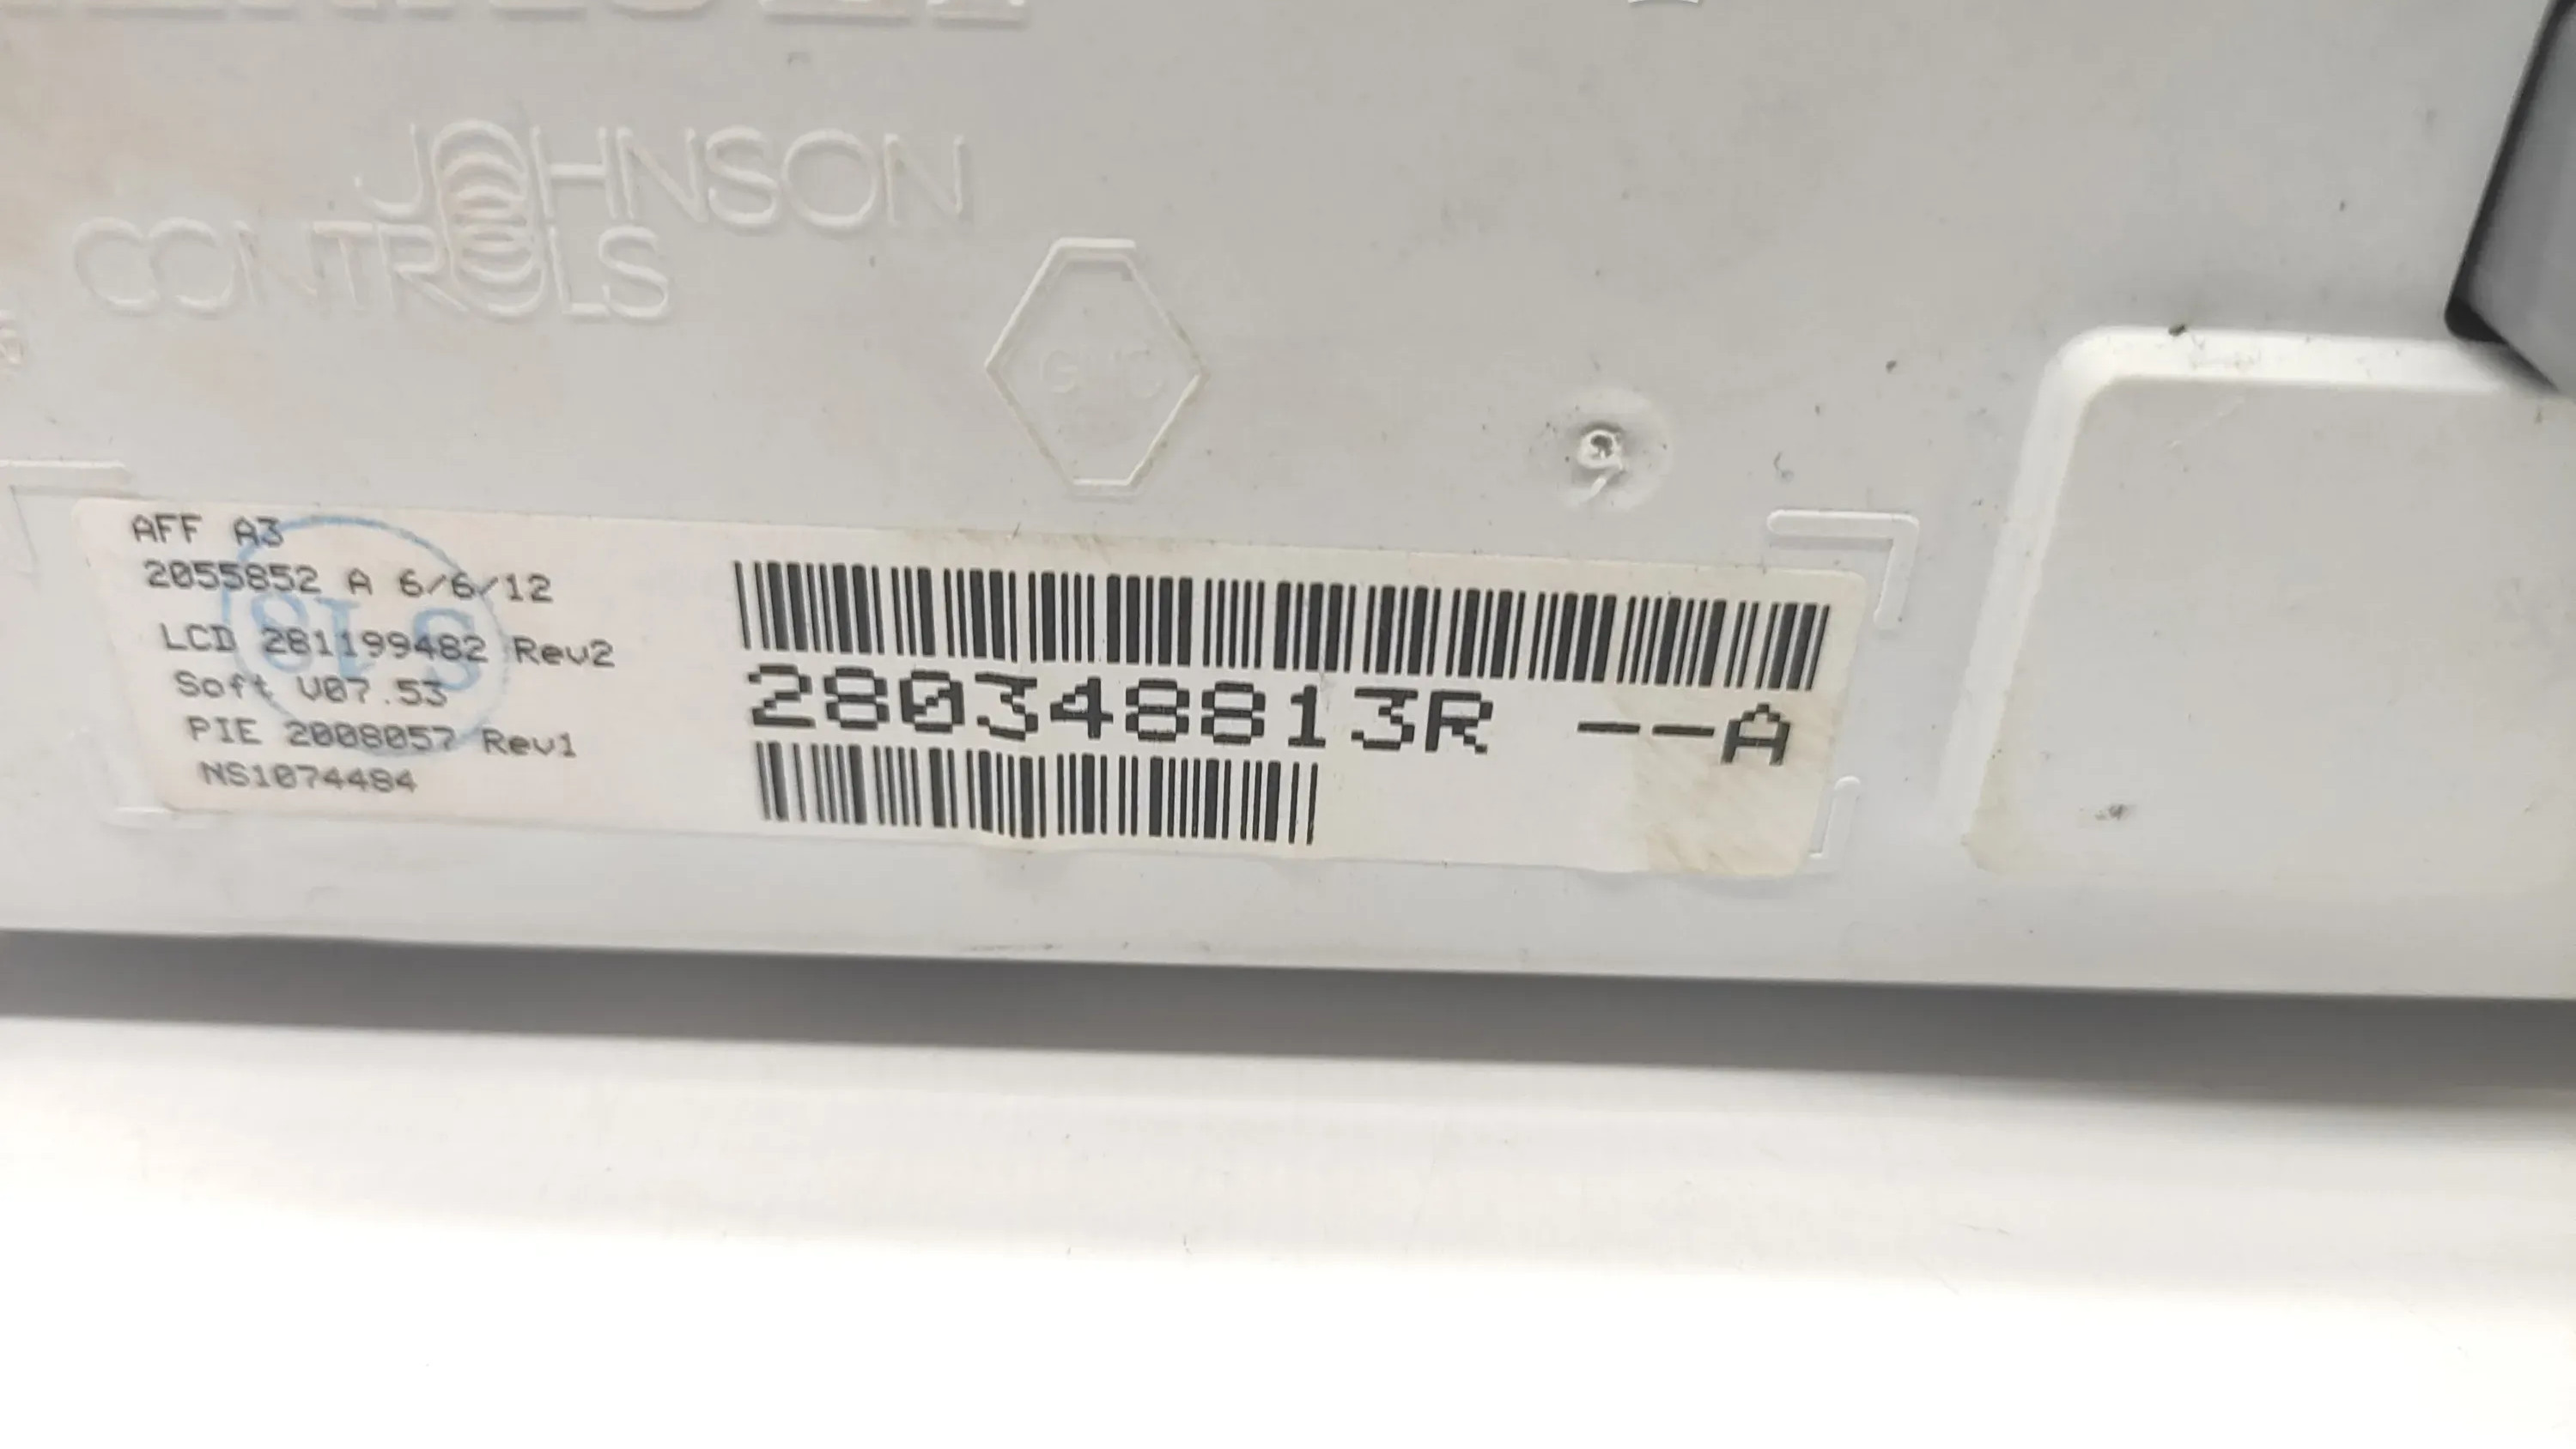 JOHNSON
CONTROLS
GMC
AFF A3
2055852 A 6/6/12
LCD 281199482 Rev2
Soft V07.53
PIE 2008057 Rev1
NS1074484
280348813R --A